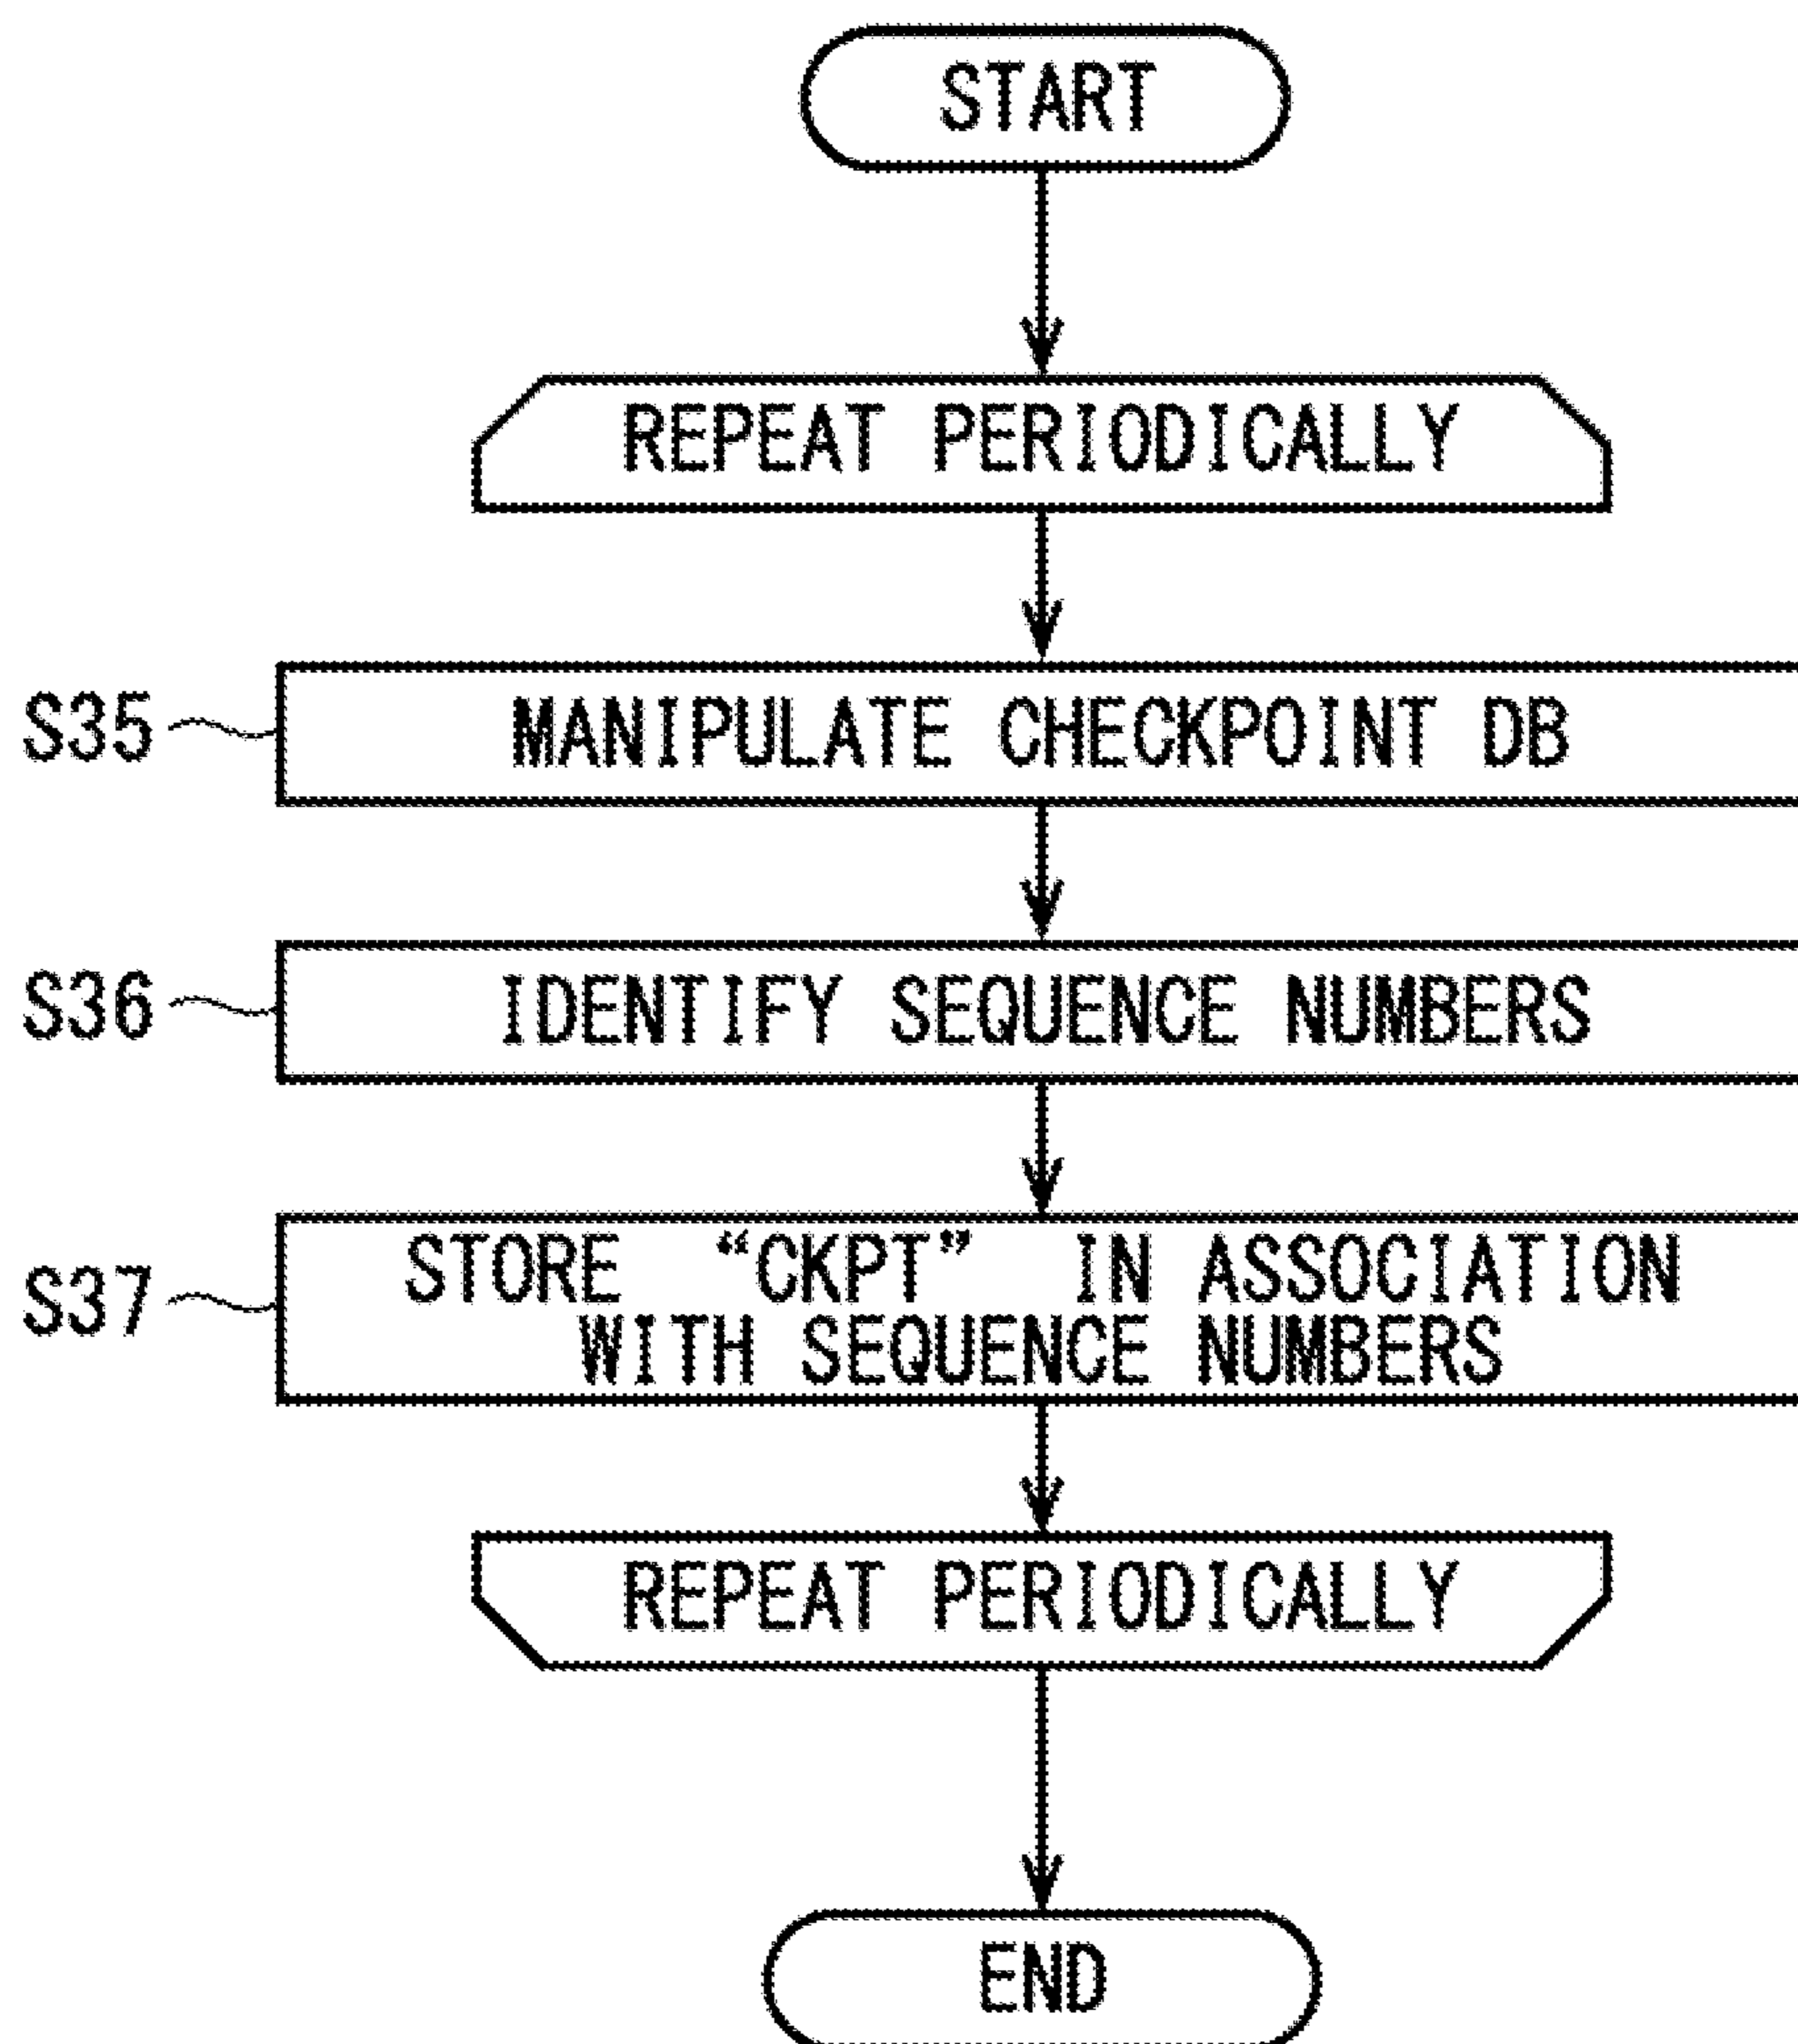 START
REPEAT PERIODICALLY
S35
MANIPULATE CHECKPOINT DB
S36
IDENTIFY SEQUENCE NUMBERS
S37
STORE “CKPT” IN ASSOCIATION
WITH SEQUENCE NUMBERS
REPEAT PERIODICALLY
END